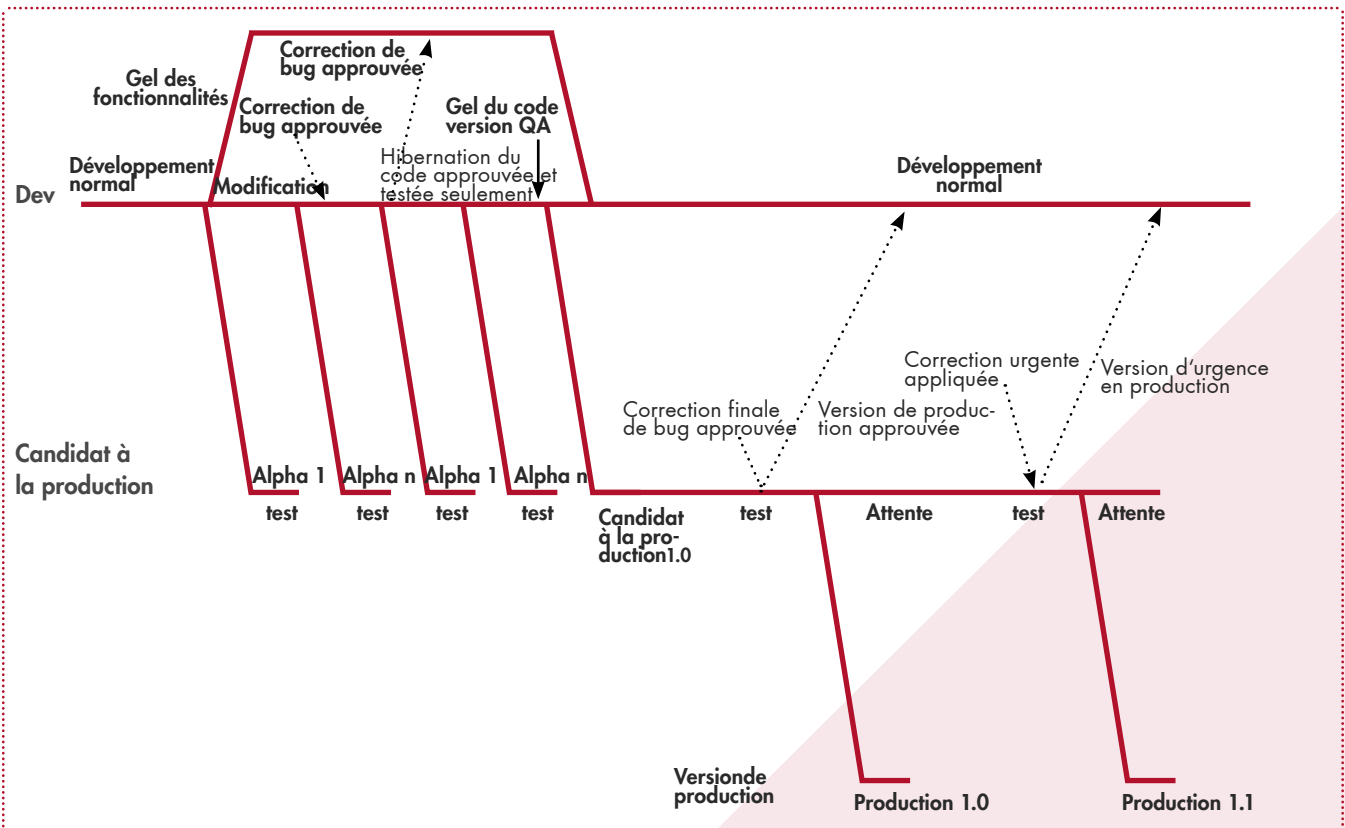 Correction de
bug approuvée
Gel des
fonctionnalités
Correction de
bug approuvée
Gel du code
version QA
Hibernation du
code approuvée et
testée seulement
Développement
normal
Modification
Développement
normal
Dev
Correction urgente
appliquée
Version d'urgence
en production
Correction finale
de bug approuvée
Version de produc-
tion approuvée
Candidat à
la production
Alpha 1
Alpha n
Alpha 1
Alpha n
test
test
test
test
Candidat
à la pro-
duction1.0
test
Attente
test
Attente
Versionde
production
Production 1.0
Production 1.1